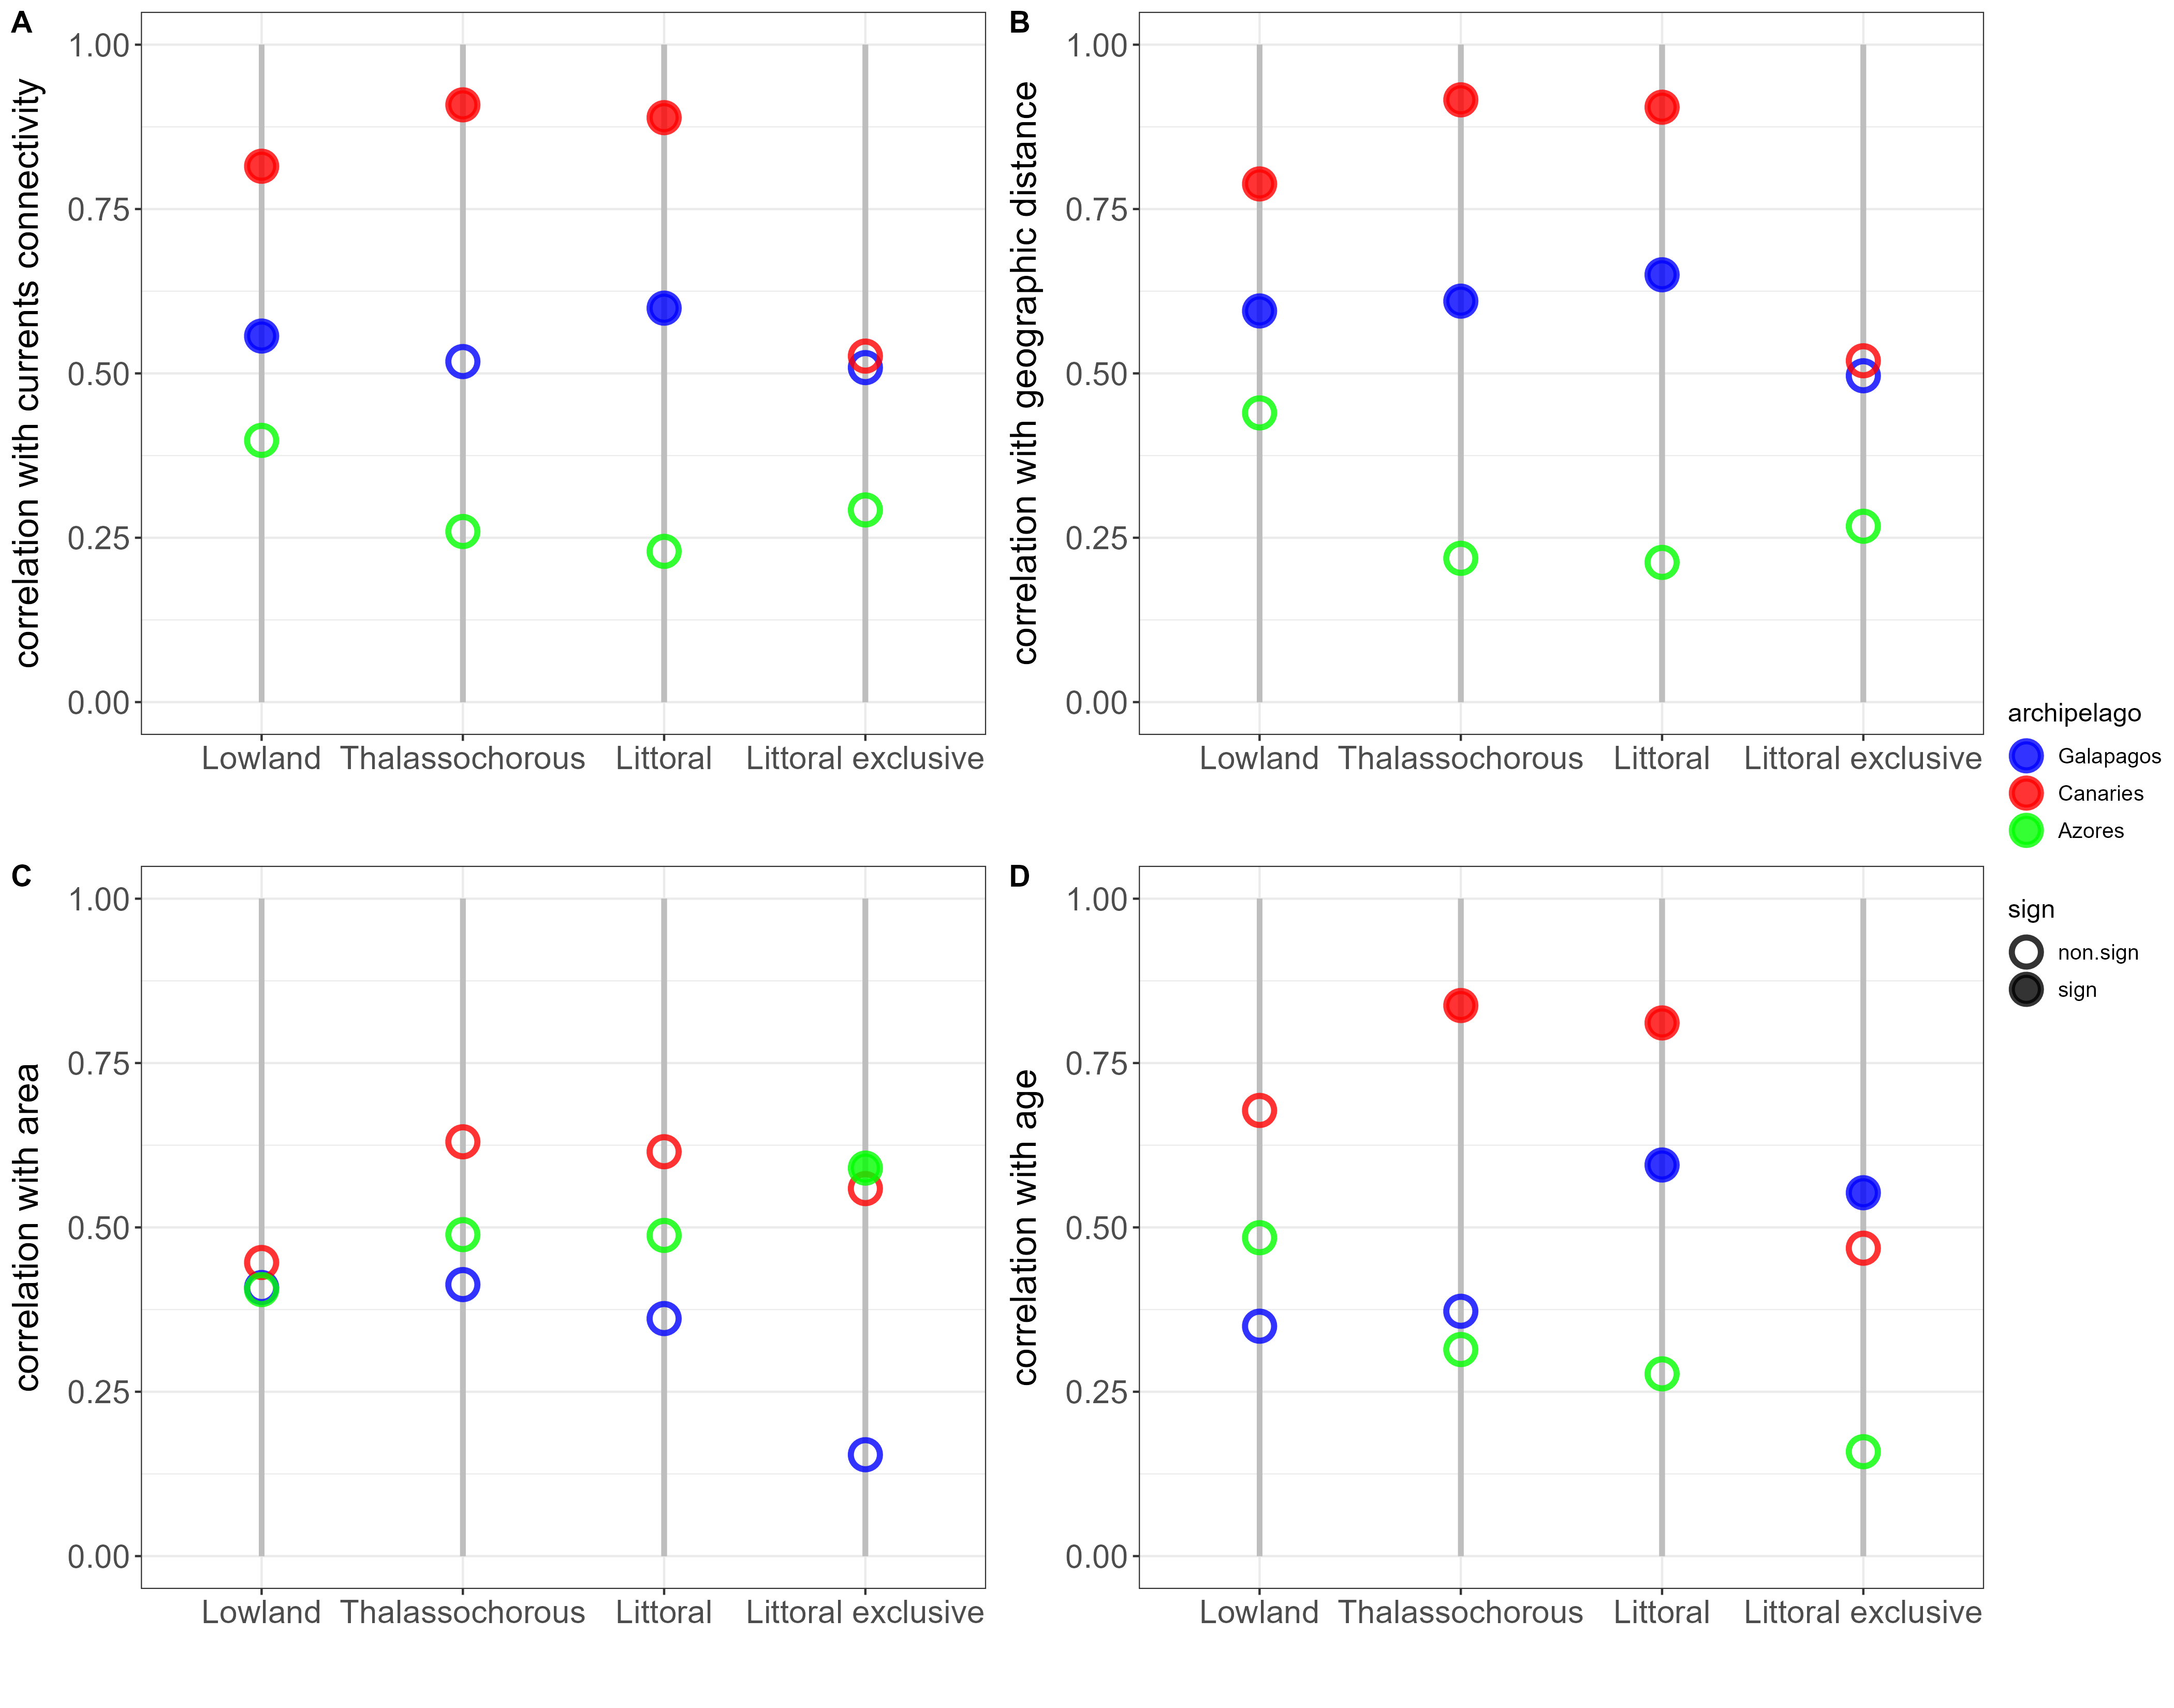 A
correlation with currents connectivity
1.00
0.75
0.50
0.25
0.00
Lowland Thalassochorous Littoral Littoral exclusive
B
correlation with geographic distance
1.00
0.75
0.50
0.25
0.00
Lowland Thalassochorous Littoral Littoral exclusive
archipelago
Galapagos
Canaries
Azores
sign
non.sign
sign
C
correlation with area
1.00
0.75
0.50
0.25
0.00
Lowland Thalassochorous Littoral Littoral exclusive
D
correlation with age
1.00
0.75
0.50
0.25
0.00
Lowland Thalassochorous Littoral Littoral exclusive